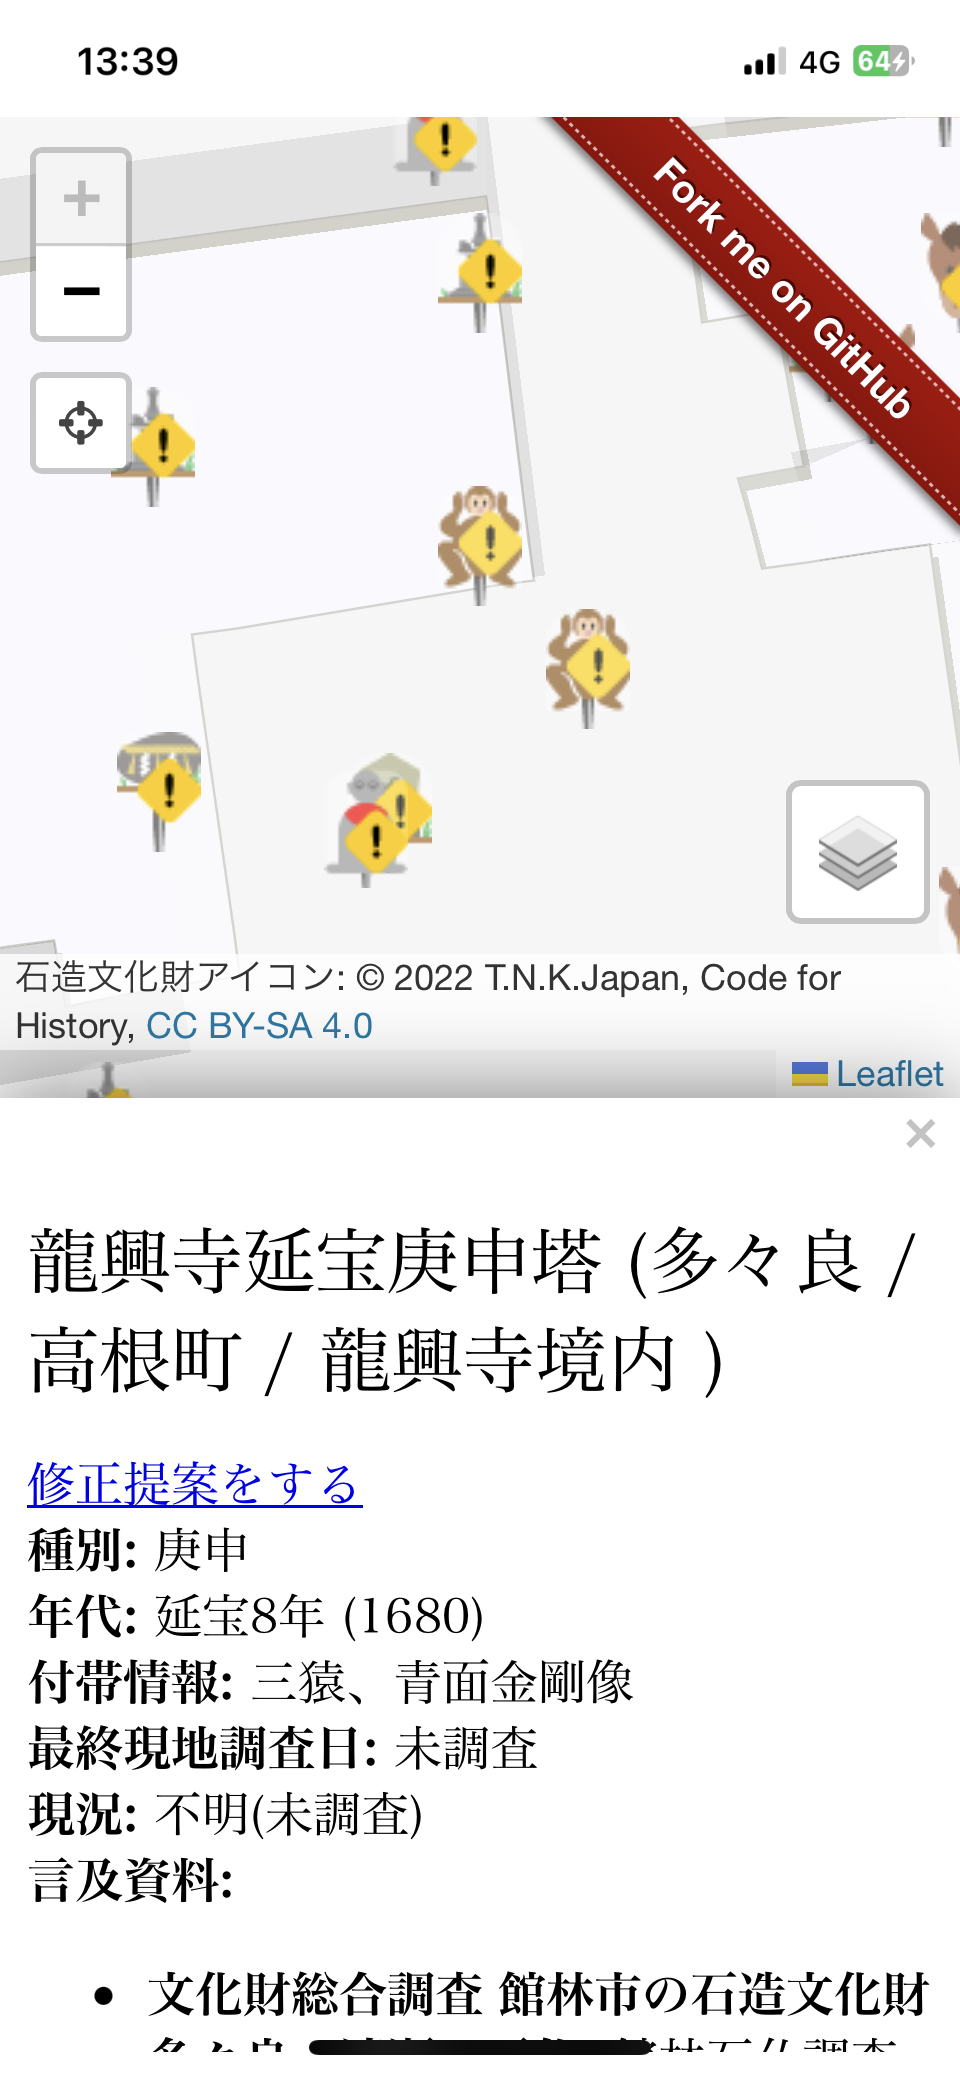 13:39
4G
64
+
−
Fork me on GitHub
石造文化財アイコン: © 2022 T.N.K.Japan, Code for
History, CC BY-SA 4.0
Leaflet
×
龍興寺延宝庚申塔 (多々良 /
高根町 / 龍興寺境内 )
修正提案をする
種別: 庚申
年代: 延宝8年 (1680)
付帯情報: 三猿、青面金剛像
最終現地調査日: 未調査
現況: 不明(未調査)
言及資料:
• 文化財総合調査 館林市の石造文化財